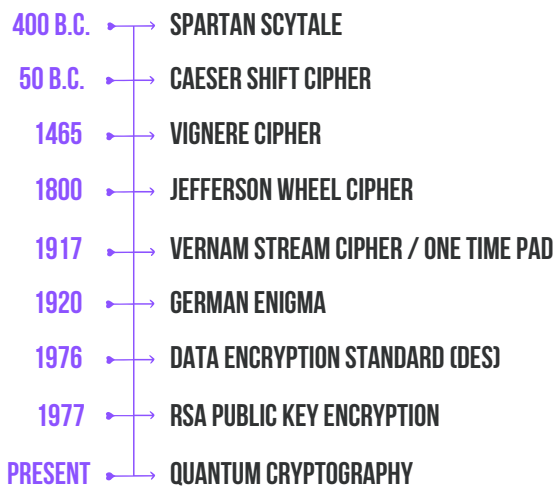 400 B.C. SPARTAN SCYTALE
50 B.C. CAESER SHIFT CIPHER
1465 VIGNERE CIPHER
1800 JEFFERSON WHEEL CIPHER
1917 VERNAM STREAM CIPHER / ONE TIME PAD
1920 GERMAN ENIGMA
1976 DATA ENCRYPTION STANDARD (DES)
1977 RSA PUBLIC KEY ENCRYPTION
PRESENT QUANTUM CRYPTOGRAPHY